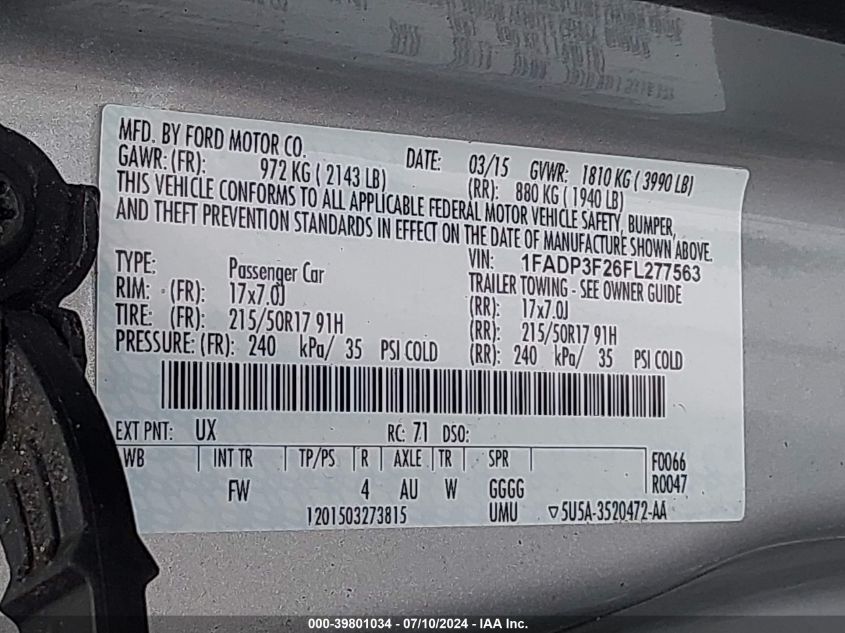 MFD. BY FORD MOTOR CO.
DATE: 03/15 GVWR: 1810 KG ( 3990 LB)
GAWR: (FR): 972 KG ( 2143 LB) (RR): 880 KG ( 1940 LB)
THIS VEHICLE CONFORMS TO ALL APPLICABLE FEDERAL MOTOR VEHICLE SAFETY, BUMPER,
AND THEFT PREVENTION STANDARDS IN EFFECT ON THE DATE OF MANUFACTURE SHOWN ABOVE.
VIN: 1FADP3F26FL277563
TYPE: Passenger Car TRAILER TOWING - SEE OWNER GUIDE
RIM: (FR): 17x7.0J (RR): 17x7.0J
TIRE: (FR): 215/50R17 91H (RR): 215/50R17 91H
PRESSURE: (FR): 240 kPa/ 35 PSI COLD (RR): 240 kPa/ 35 PSI COLD
EXT PNT: UX RC: 71 DSO:
WB INT TR TP/PS R AXLE TR SPR F0066
FW 4 AU W GGGG R0047
1201503273815 UMU ▽5U5A-3520472-AA
000-39801034 - 07/10/2024 - IAA Inc.